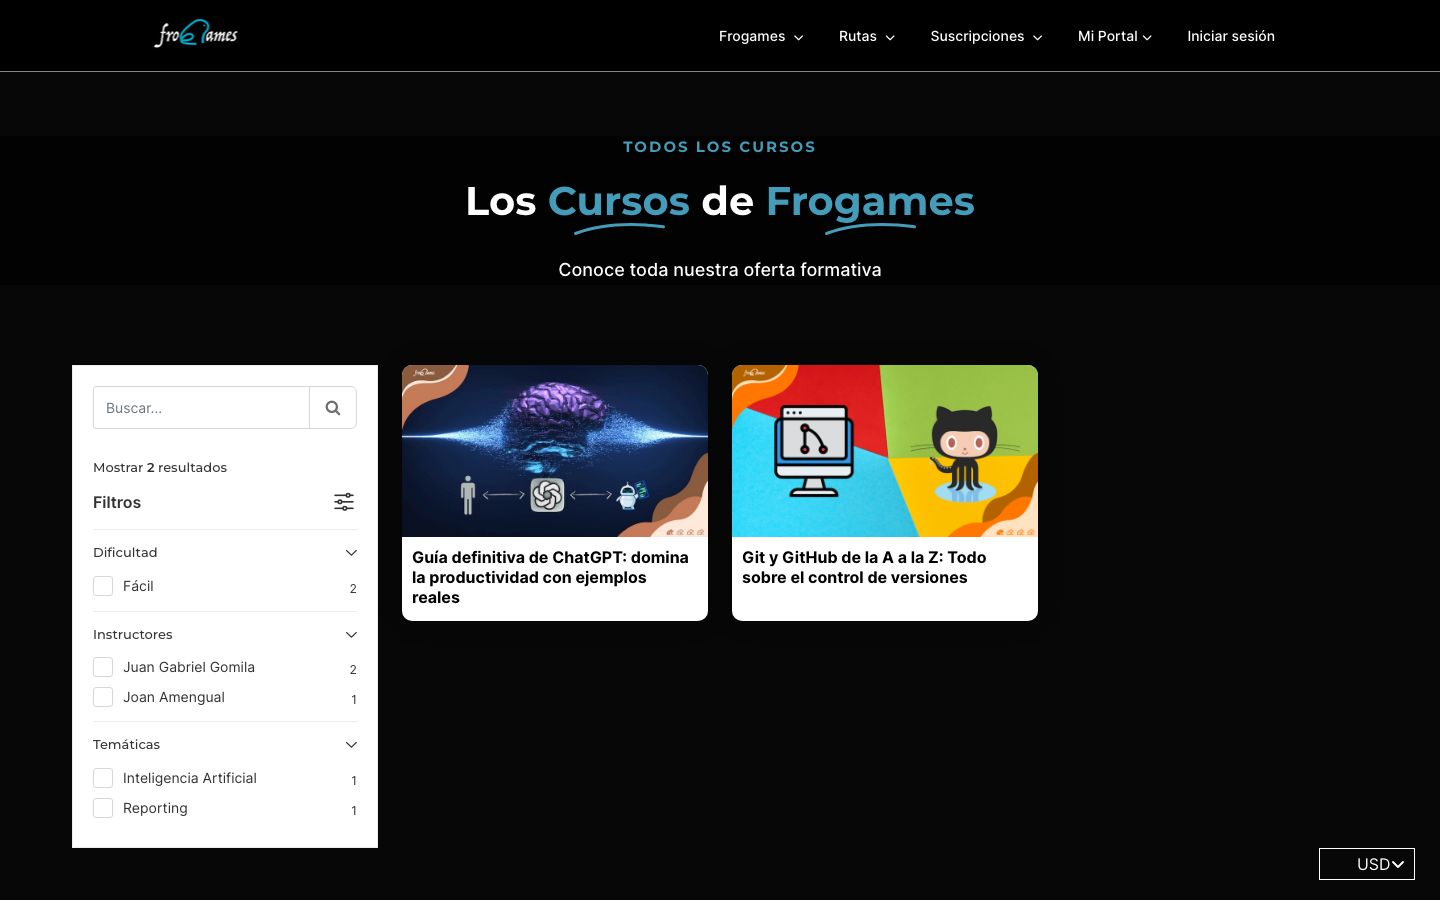 froGames
Frogames
Rutas
Suscripciones
Mi Portal
Iniciar sesión
TODOS LOS CURSOS
Los Cursos de Frogames
Conoce toda nuestra oferta formativa
Buscar...
Mostrar 2 resultados
Filtros
Dificultad
Fácil 2
Instructores
Juan Gabriel Gomila 2
Joan Amengual 1
Temáticas
Inteligencia Artificial 1
Reporting 1
Guía definitiva de ChatGPT: domina
la productividad con ejemplos
reales
Git y GitHub de la A a la Z: Todo
sobre el control de versiones
USD